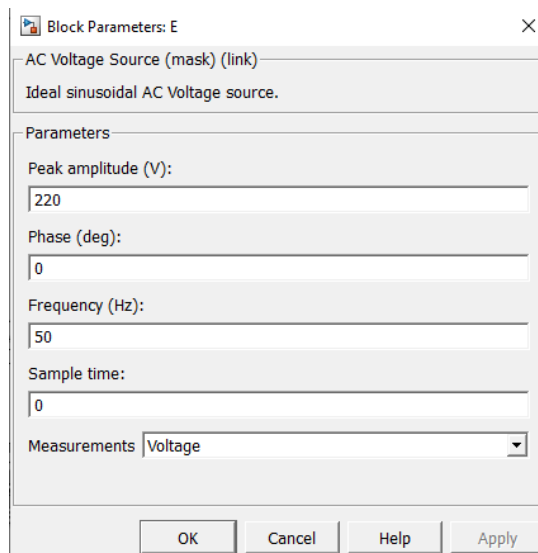 Block Parameters: E
AC Voltage Source (mask) (link)
Ideal sinusoidal AC Voltage source.
Parameters
Peak amplitude (V):
220
Phase (deg):
0
Frequency (Hz):
50
Sample time:
0
Measurements Voltage
OK Cancel Help Apply